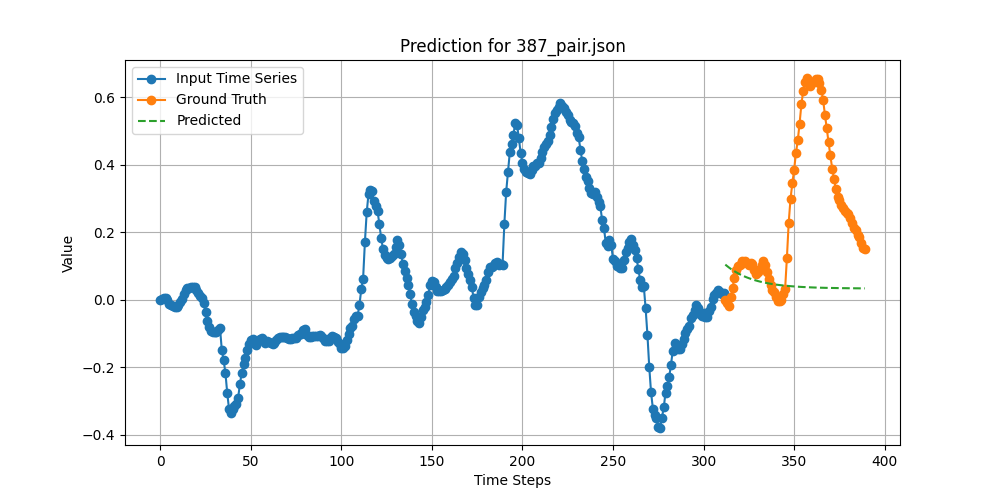 Prediction for 387_pair.json
Input Time Series
Ground Truth
Predicted
Value
0.6
0.4
0.2
0.0
−0.2
−0.4
0 50 100 150 200 250 300 350 400
Time Steps